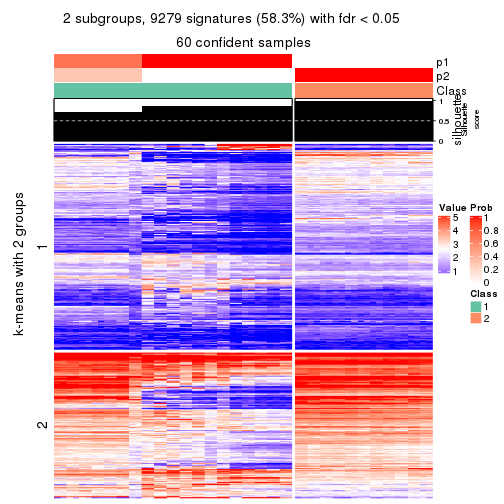 2 subgroups, 9279 signatures (58.3%) with fdr < 0.05
60 confident samples
p1
p2
Class
1
0.5
0
silhouette
Silhouette
score
k-means with 2 groups
1
2
Value
5
4
3
2
1
Prob
1
0.8
0.6
0.4
0.2
0
Class
1
2